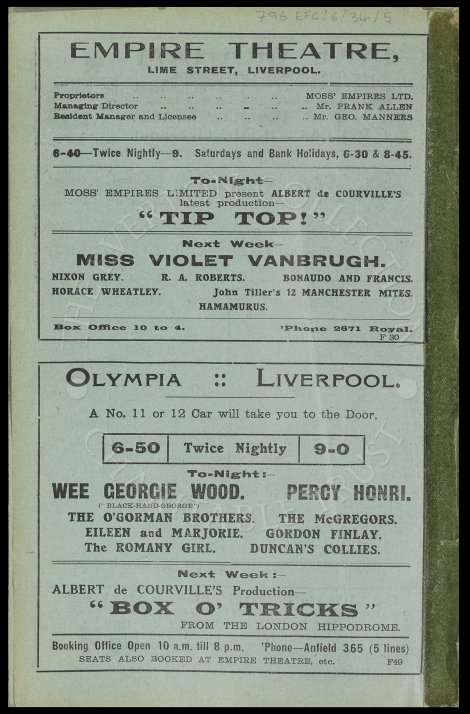 796 EFC/6/34/5
EMPIRE THEATRE,
LIME STREET, LIVERPOOL.
Proprietors .. .. .. .. .. .. MOSS' EMPIRES LTD.
Managing Director .. .. .. .. .. Mr. FRANK ALLEN
Resident Manager and Licensee .. .. .. .. Mr. GEO. MANNERS
6-40—Twice Nightly—9. Saturdays and Bank Holidays, 6-30 & 8-45.
To-Night—
MOSS' EMPIRES LIMITED present ALBERT de COURVILLE'S
latest production—
"TIP TOP!"
Next Week—
MISS VIOLET VANBRUGH.
NIXON GREY. R. A. ROBERTS. BONAUDO AND FRANCIS.
HORACE WHEATLEY. John Tiller's 12 MANCHESTER MITES.
HAMAMURUS.
Box Office 10 to 4. 'Phone 2671 Royal.
F 30
OLYMPIA :: LIVERPOOL.
A No. 11 or 12 Car will take you to the Door.
6-50 Twice Nightly 9-0
To-Night:—
WEE GEORGIE WOOD. PERCY HONRI.
("BLACK-HAND-GEORGE")
THE O'GORMAN BROTHERS. THE McGREGORS.
EILEEN and MARJORIE. GORDON FINLAY.
The ROMANY GIRL. DUNCAN'S COLLIES.
Next Week:—
ALBERT de COURVILLE'S Production—
"BOX O' TRICKS"
FROM THE LONDON HIPPODROME.
Booking Office Open 10 a.m. till 8 p.m. 'Phone—Anfield 365 (5 lines)
SEATS ALSO BOOKED AT EMPIRE THEATRE, etc. F49